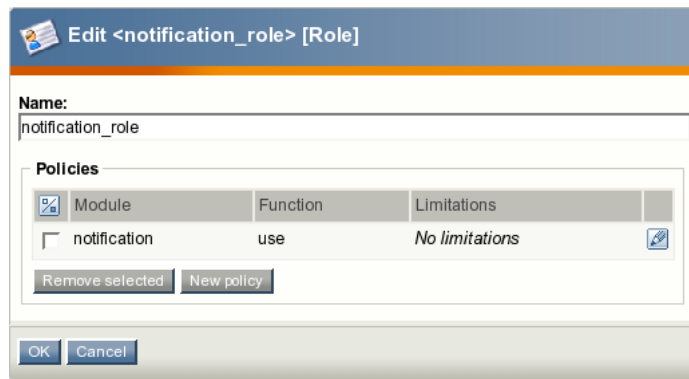 Edit <notification_role> [Role]
Name:
notification_role
Policies
Module Function Limitations
notification use No limitations
Remove selected New policy
OK Cancel